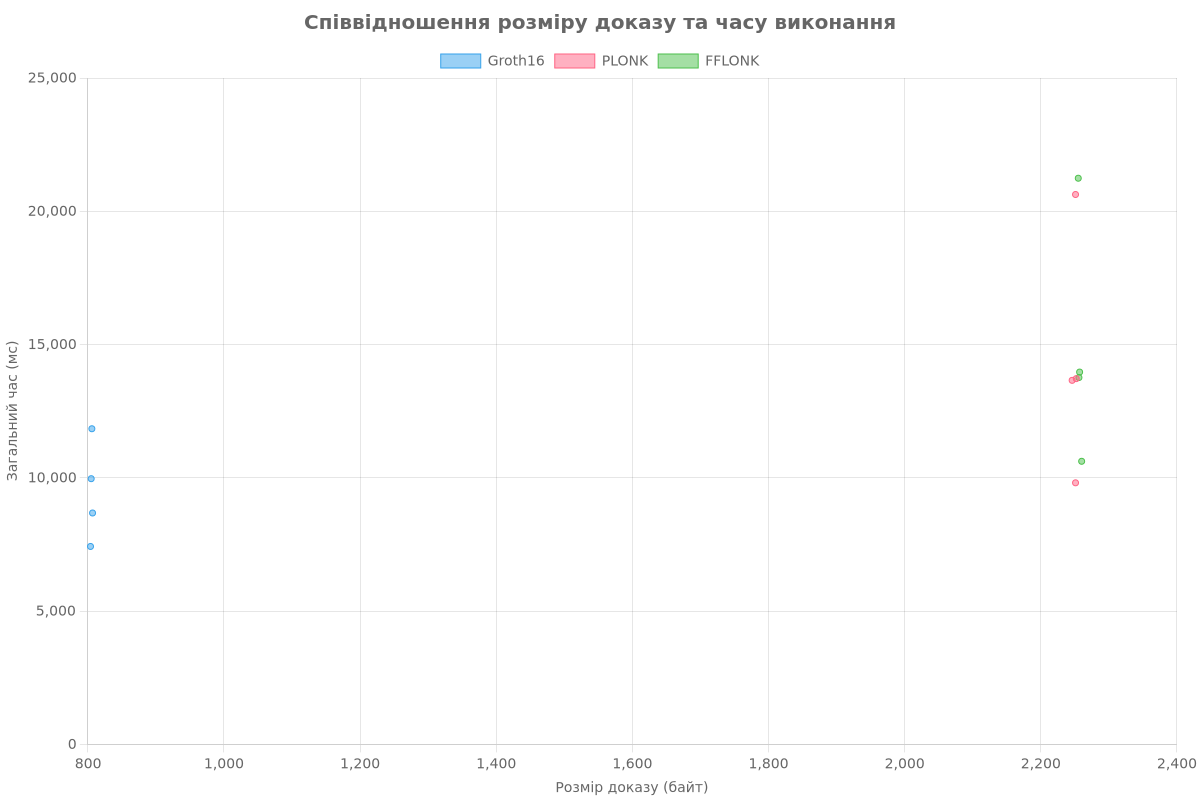 Співвідношення розміру доказу та часу виконання
Groth16 PLONK FFLONK
25,000
20,000
15,000
10,000
5,000
0
Загальний час (мс)
800 1,000 1,200 1,400 1,600 1,800 2,000 2,200 2,400
Розмір доказу (байт)